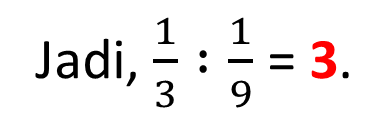 Jadi, 1/3 : 1/9 = 3.